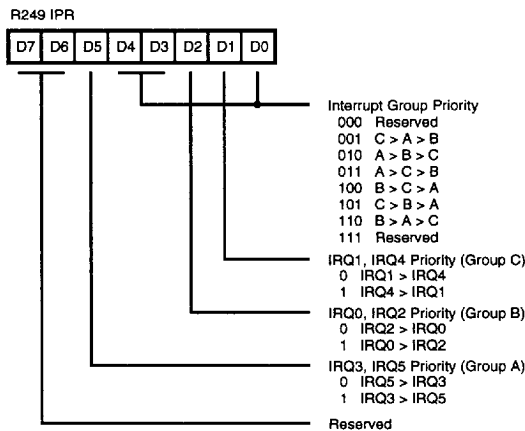 R249 IPR
D7 D6 D5 D4 D3 D2 D1 D0
Interrupt Group Priority
000 Reserved
001 C > A > B
010 A > B > C
011 A > C > B
100 B > C > A
101 C > B > A
110 B > A > C
111 Reserved
IRQ1, IRQ4 Priority (Group C)
0 IRQ1 > IRQ4
1 IRQ4 > IRQ1
IRQ0, IRQ2 Priority (Group B)
0 IRQ2 > IRQ0
1 IRQ0 > IRQ2
IRQ3, IRQ5 Priority (Group A)
0 IRQ5 > IRQ3
1 IRQ3 > IRQ5
Reserved